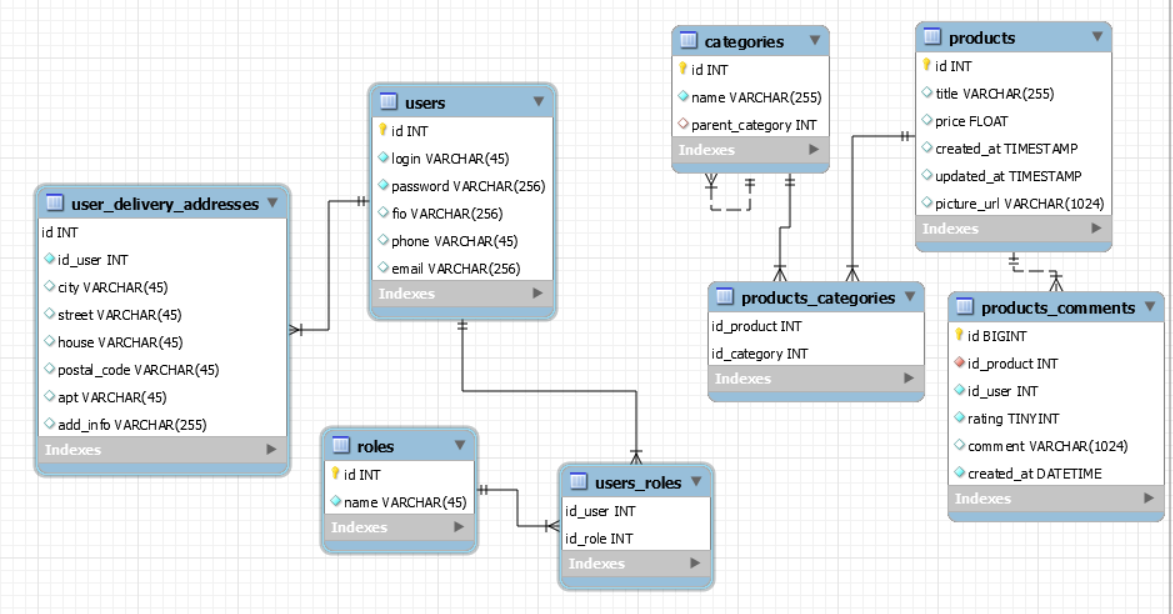 categories
id INT
name VARCHAR(255)
parent_category INT
Indexes
products
id INT
title VARCHAR(255)
price FLOAT
created_at TIMESTAMP
updated_at TIMESTAMP
picture_url VARCHAR(1024)
Indexes
users
id INT
login VARCHAR(45)
password VARCHAR(256)
fio VARCHAR(256)
phone VARCHAR(45)
email VARCHAR(256)
Indexes
user_delivery_addresses
id INT
id_user INT
city VARCHAR(45)
street VARCHAR(45)
house VARCHAR(45)
postal_code VARCHAR(45)
apt VARCHAR(45)
add_info VARCHAR(255)
Indexes
products_categories
id_product INT
id_category INT
Indexes
products_comments
id BIGINT
id_product INT
id_user INT
rating TINYINT
comment VARCHAR(1024)
created_at DATETIME
Indexes
roles
id INT
name VARCHAR(45)
Indexes
users_roles
id_user INT
id_role INT
Indexes